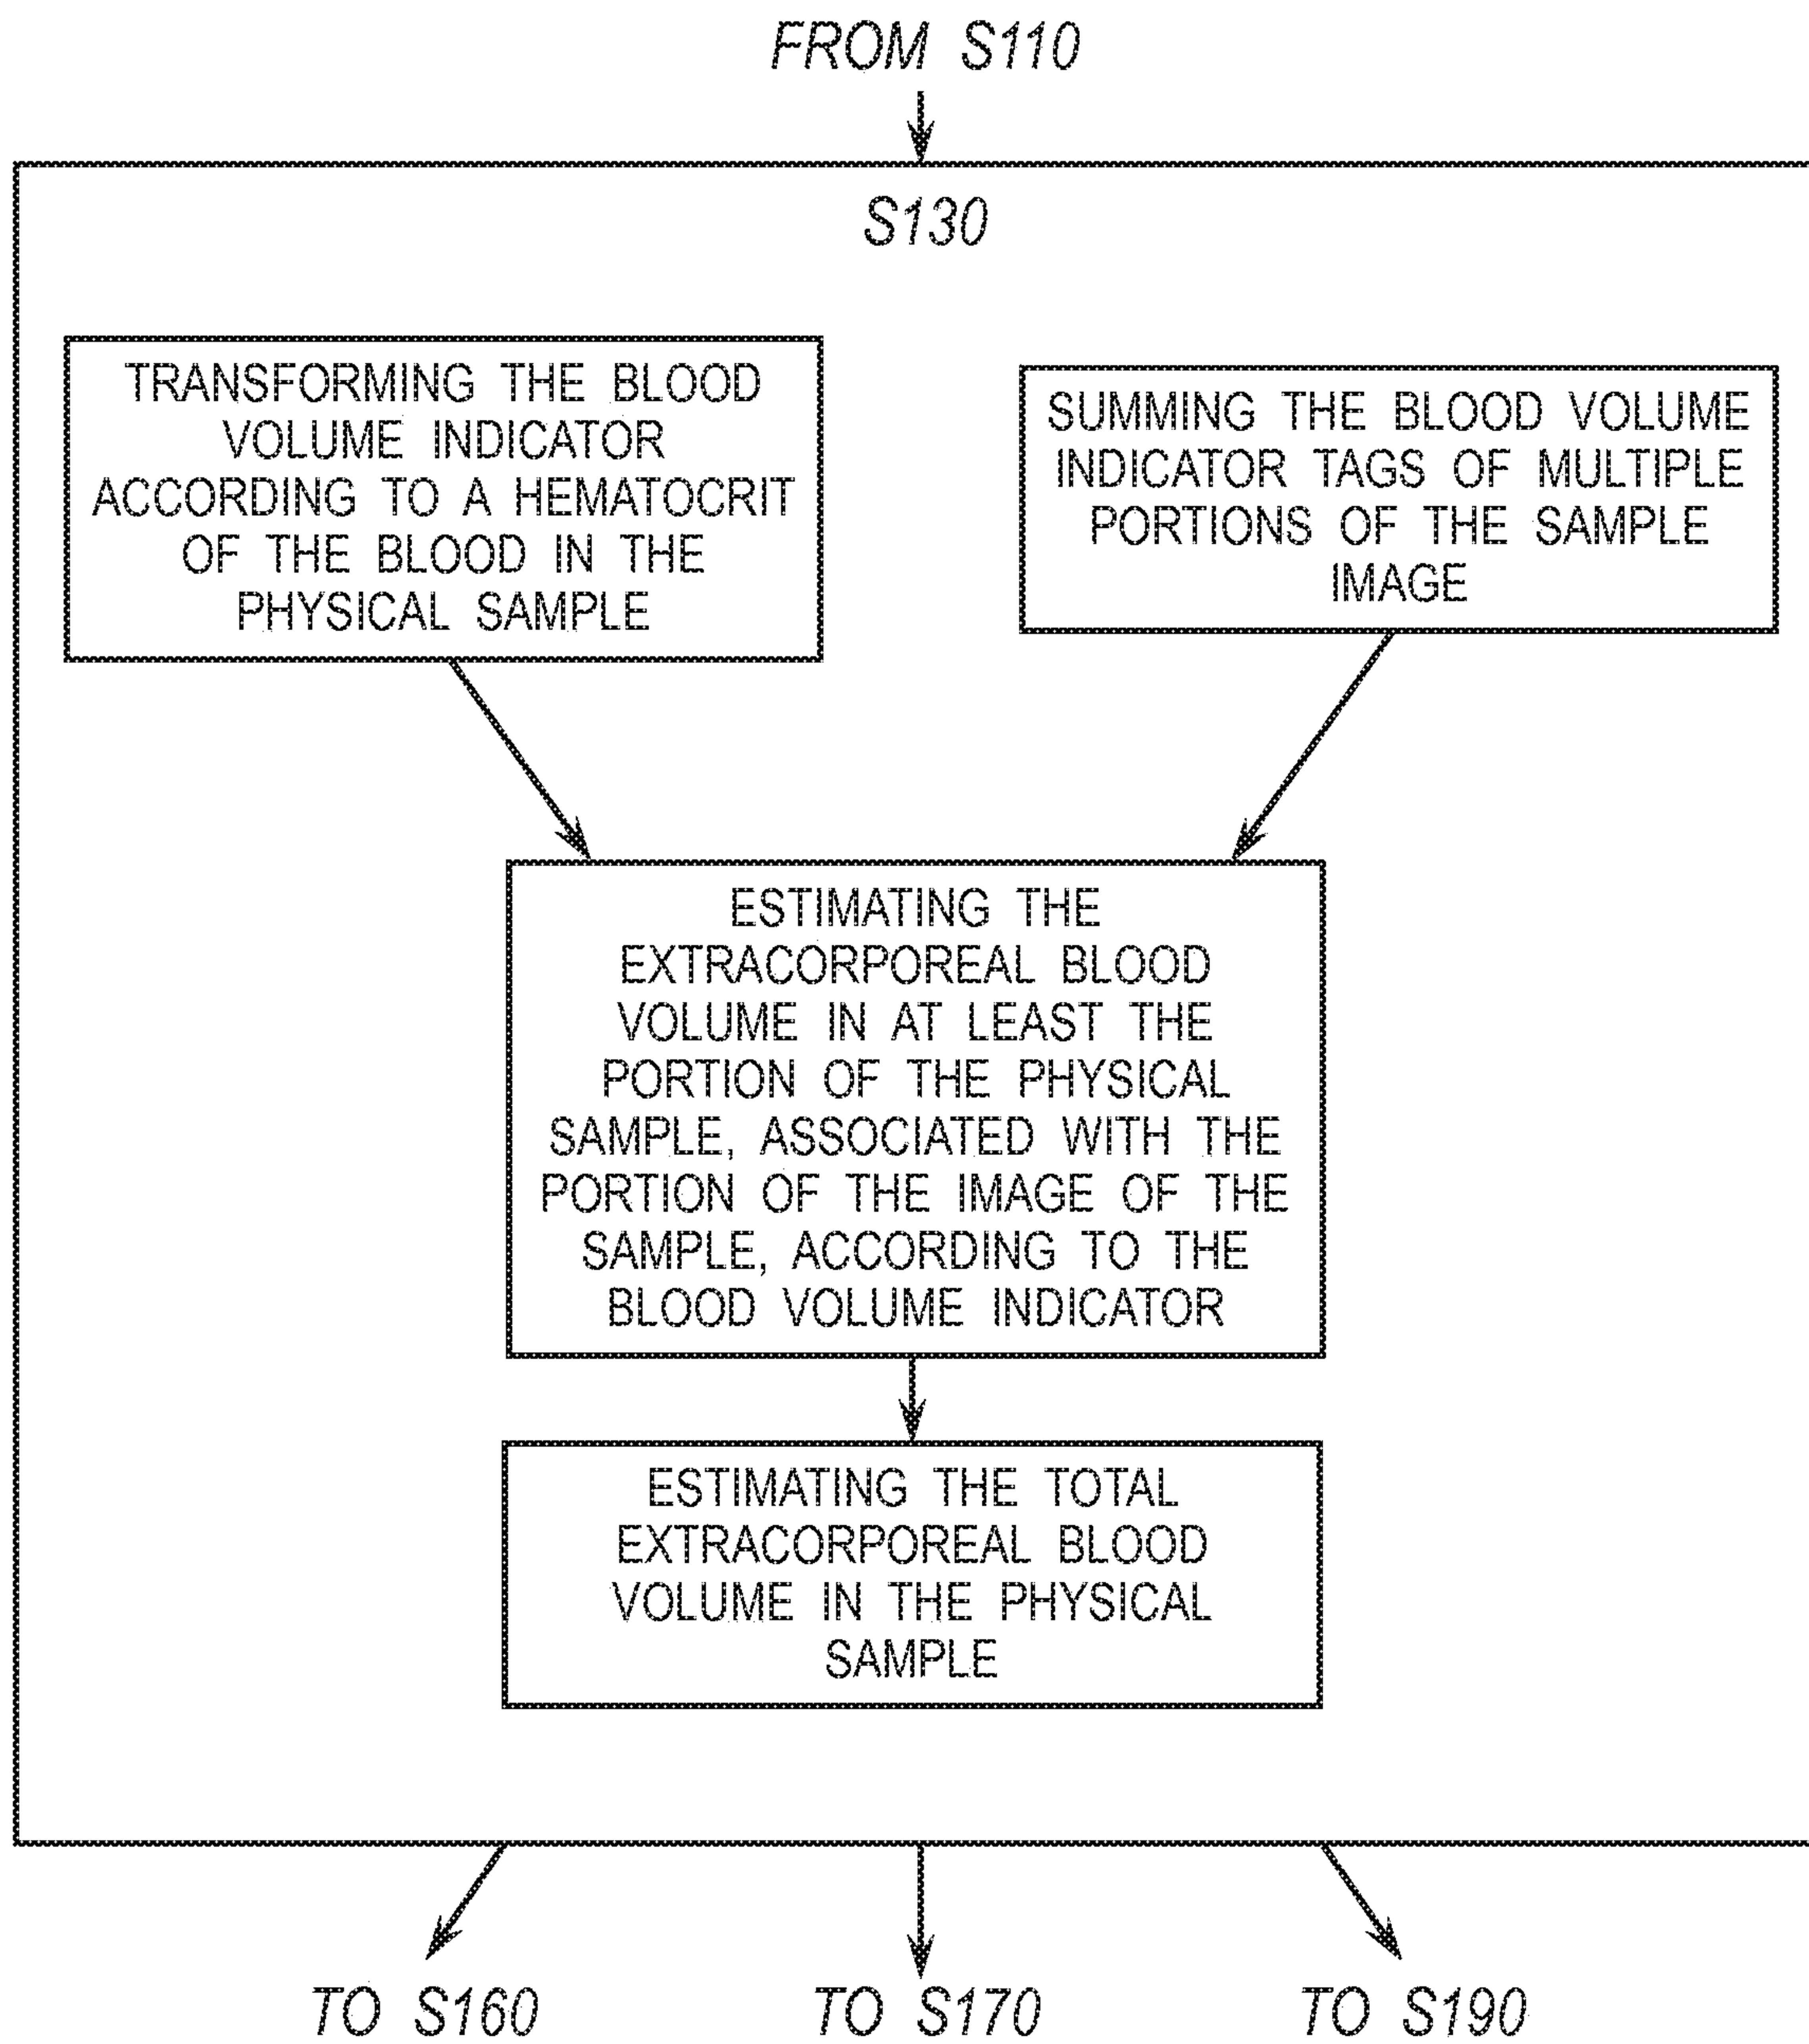 FROM S110
S130
TRANSFORMING THE BLOOD
VOLUME INDICATOR
ACCORDING TO A HEMATOCRIT
OF THE BLOOD IN THE
PHYSICAL SAMPLE
SUMMING THE BLOOD VOLUME
INDICATOR TAGS OF MULTIPLE
PORTIONS OF THE SAMPLE
IMAGE
ESTIMATING THE
EXTRACORPOREAL BLOOD
VOLUME IN AT LEAST THE
PORTION OF THE PHYSICAL
SAMPLE, ASSOCIATED WITH THE
PORTION OF THE IMAGE OF THE
SAMPLE, ACCORDING TO THE
BLOOD VOLUME INDICATOR
ESTIMATING THE TOTAL
EXTRACORPOREAL BLOOD
VOLUME IN THE PHYSICAL
SAMPLE
TO S160
TO S170
TO S190